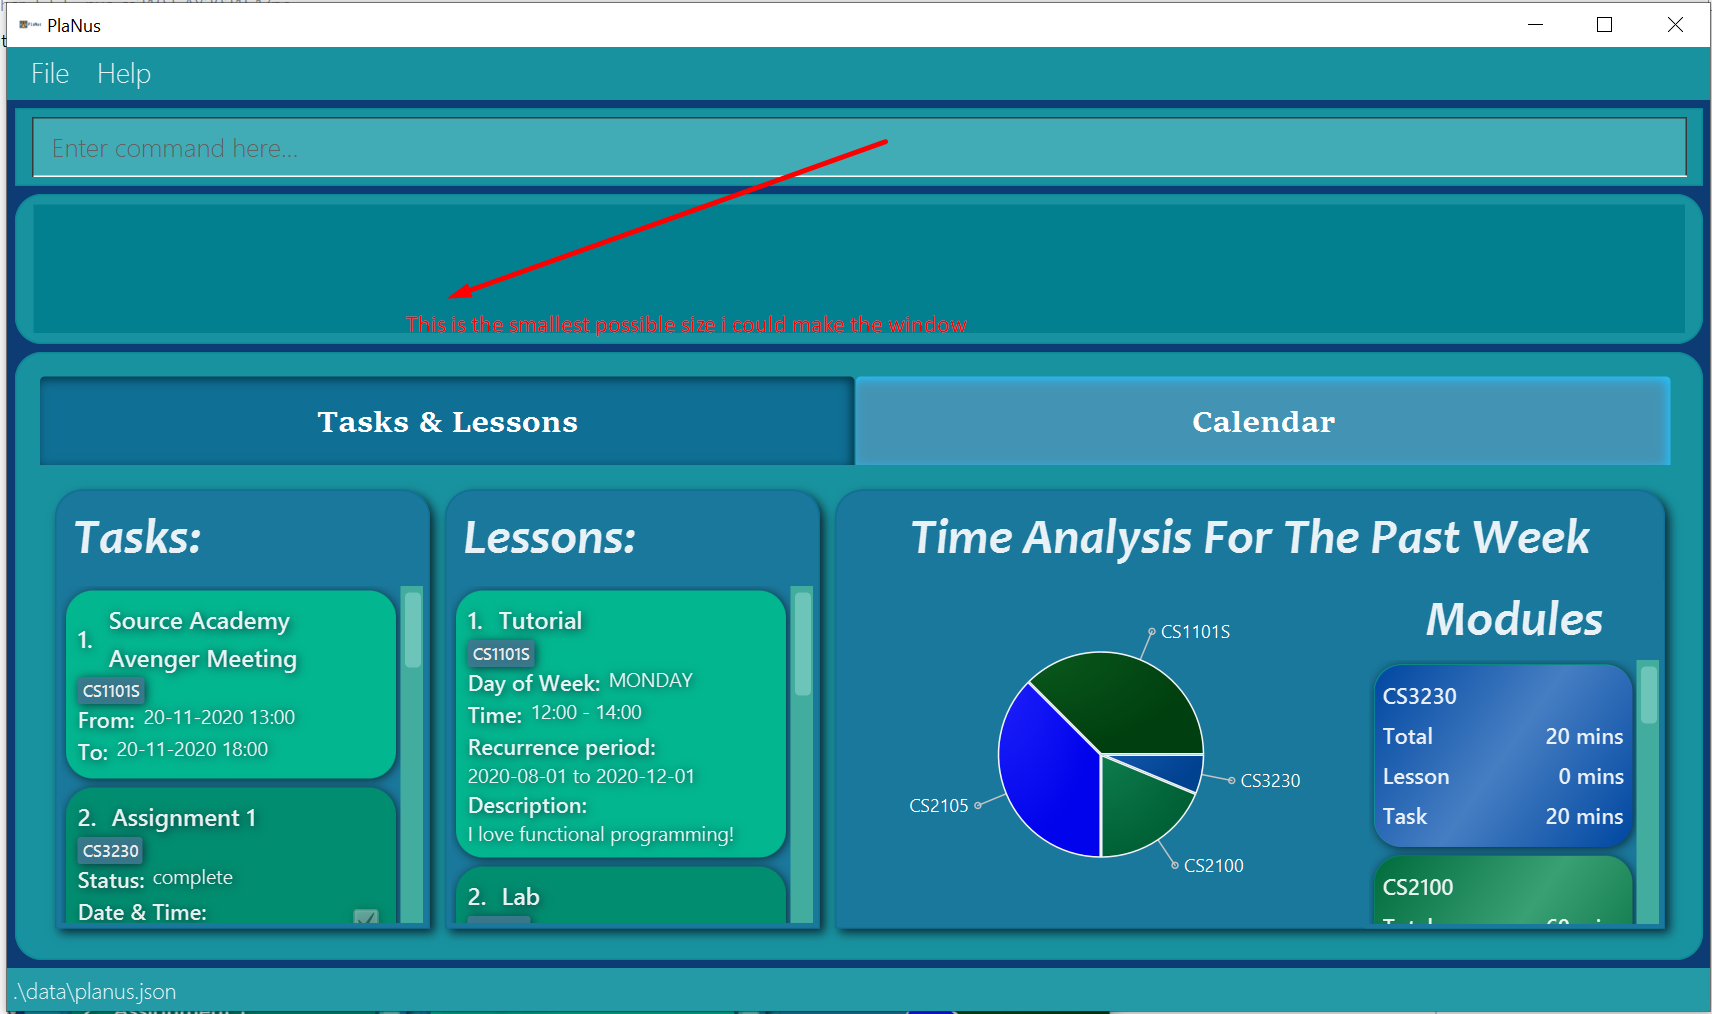 PlaNus
File Help
Enter command here...
This is the smallest possible size i could make the window
Tasks & Lessons
Calendar
Tasks:
1. Source Academy
Avenger Meeting
CS1101S
From: 20-11-2020 13:00
To: 20-11-2020 18:00
2. Assignment 1
CS3230
Status: complete
Date & Time:
Lessons:
1. Tutorial
CS1101S
Day of Week: MONDAY
Time: 12:00 - 14:00
Recurrence period:
2020-08-01 to 2020-12-01
Description:
I love functional programming!
2. Lab
Time Analysis For The Past Week
CS1101S
CS3230
CS2105
CS2100
Modules
CS3230
Total 20 mins
Lesson 0 mins
Task 20 mins
CS2100
.\data\planus.json